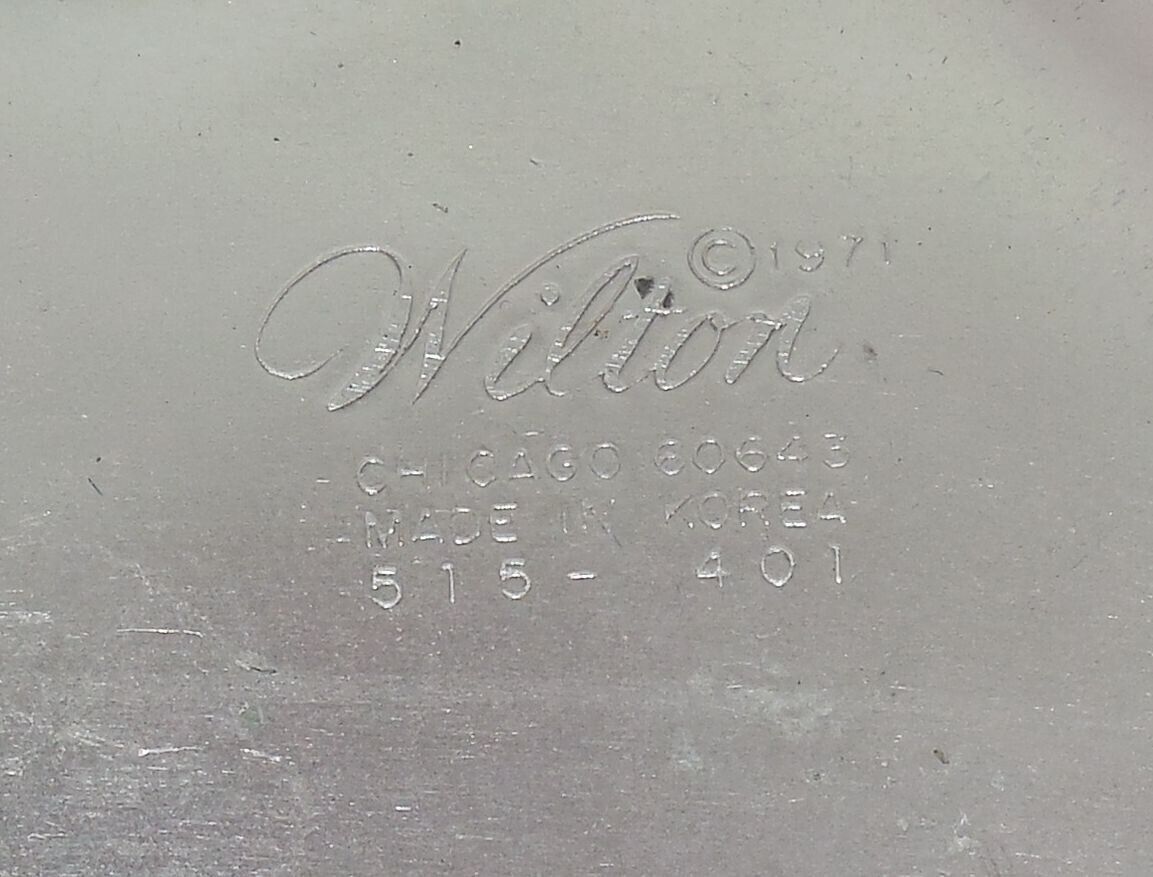 Wilton ©1971
CHICAGO 60643
MADE IN KOREA
515-401